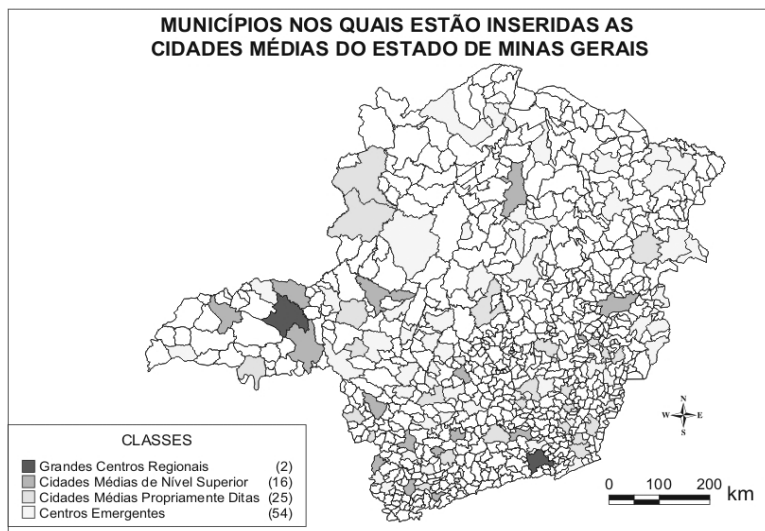 MUNICÍPIOS NOS QUAIS ESTÃO INSERIDAS AS
CIDADES MÉDIAS DO ESTADO DE MINAS GERAIS
N
W E
S
CLASSES
Grandes Centros Regionais (2)
Cidades Médias de Nível Superior (16)
Cidades Médias Propriamente Ditas (25)
Centros Emergentes (54)
0 100 200
km